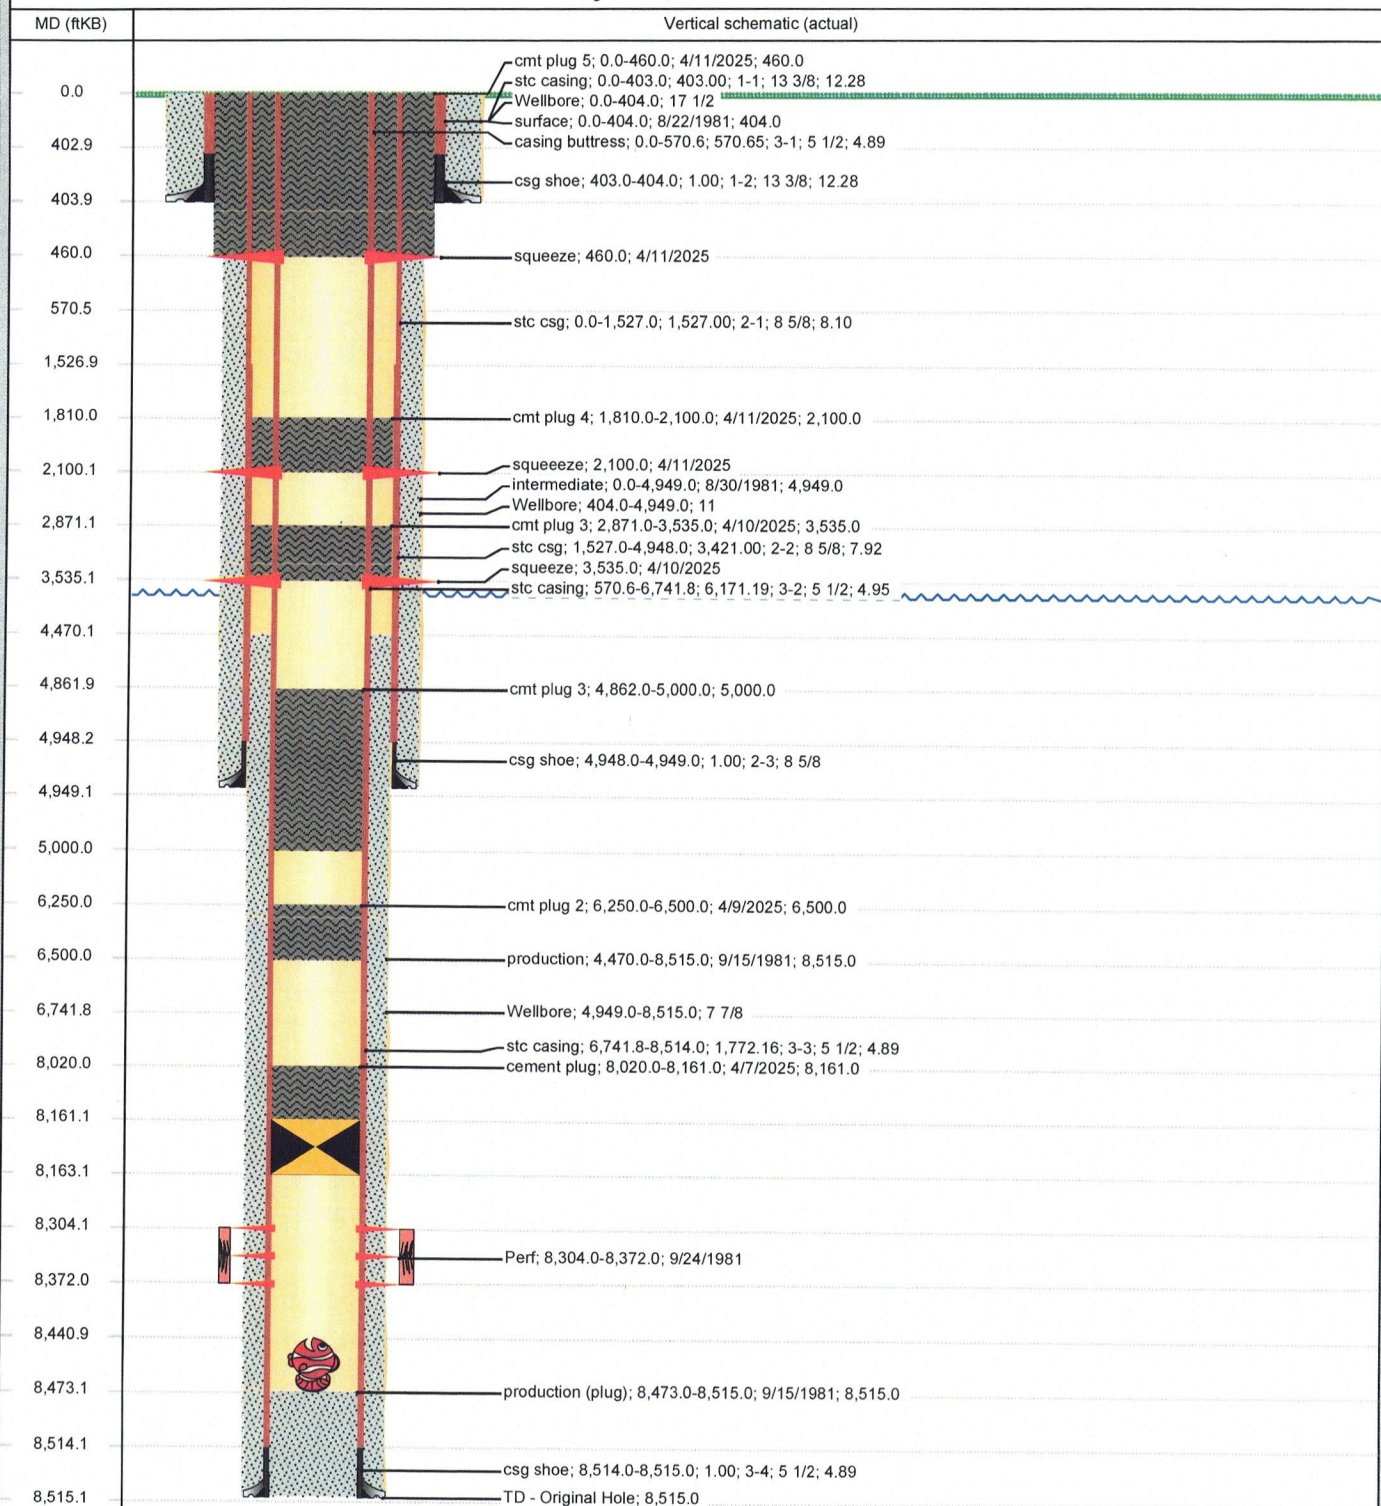 MD (ftKB)
Vertical schematic (actual)
cmt plug 5; 0.0-460.0; 4/11/2025; 460.0
stc casing; 0.0-403.0; 403.00; 1-1; 13 3/8; 12.28
0.0
Wellbore; 0.0-404.0; 17 1/2
surface; 0.0-404.0; 8/22/1981; 404.0
402.9
casing buttress; 0.0-570.6; 570.65; 3-1; 5 1/2; 4.89
csg shoe; 403.0-404.0; 1.00; 1-2; 13 3/8; 12.28
403.9
460.0
squeeze; 460.0; 4/11/2025
570.5
stc csg; 0.0-1,527.0; 1,527.00; 2-1; 8 5/8; 8.10
1,526.9
1,810.0
cmt plug 4; 1,810.0-2,100.0; 4/11/2025; 2,100.0
2,100.1
squeeeze; 2,100.0; 4/11/2025
intermediate; 0.0-4,949.0; 8/30/1981; 4,949.0
Wellbore; 404.0-4,949.0; 11
2,871.1
cmt plug 3; 2,871.0-3,535.0; 4/10/2025; 3,535.0
stc csg; 1,527.0-4,948.0; 3,421.00; 2-2; 8 5/8; 7.92
3,535.1
squeeze; 3,535.0; 4/10/2025
stc casing; 570.6-6,741.8; 6,171.19; 3-2; 5 1/2; 4.95
4,470.1
4,861.9
cmt plug 3; 4,862.0-5,000.0; 5,000.0
4,948.2
csg shoe; 4,948.0-4,949.0; 1.00; 2-3; 8 5/8
4,949.1
5,000.0
6,250.0
cmt plug 2; 6,250.0-6,500.0; 4/9/2025; 6,500.0
6,500.0
production; 4,470.0-8,515.0; 9/15/1981; 8,515.0
6,741.8
Wellbore; 4,949.0-8,515.0; 7 7/8
stc casing; 6,741.8-8,514.0; 1,772.16; 3-3; 5 1/2; 4.89
8,020.0
cement plug; 8,020.0-8,161.0; 4/7/2025; 8,161.0
8,161.1
8,163.1
8,304.1
Perf; 8,304.0-8,372.0; 9/24/1981
8,372.0
8,440.9
8,473.1
production (plug); 8,473.0-8,515.0; 9/15/1981; 8,515.0
8,514.1
csg shoe; 8,514.0-8,515.0; 1.00; 3-4; 5 1/2; 4.89
8,515.1
TD - Original Hole; 8,515.0